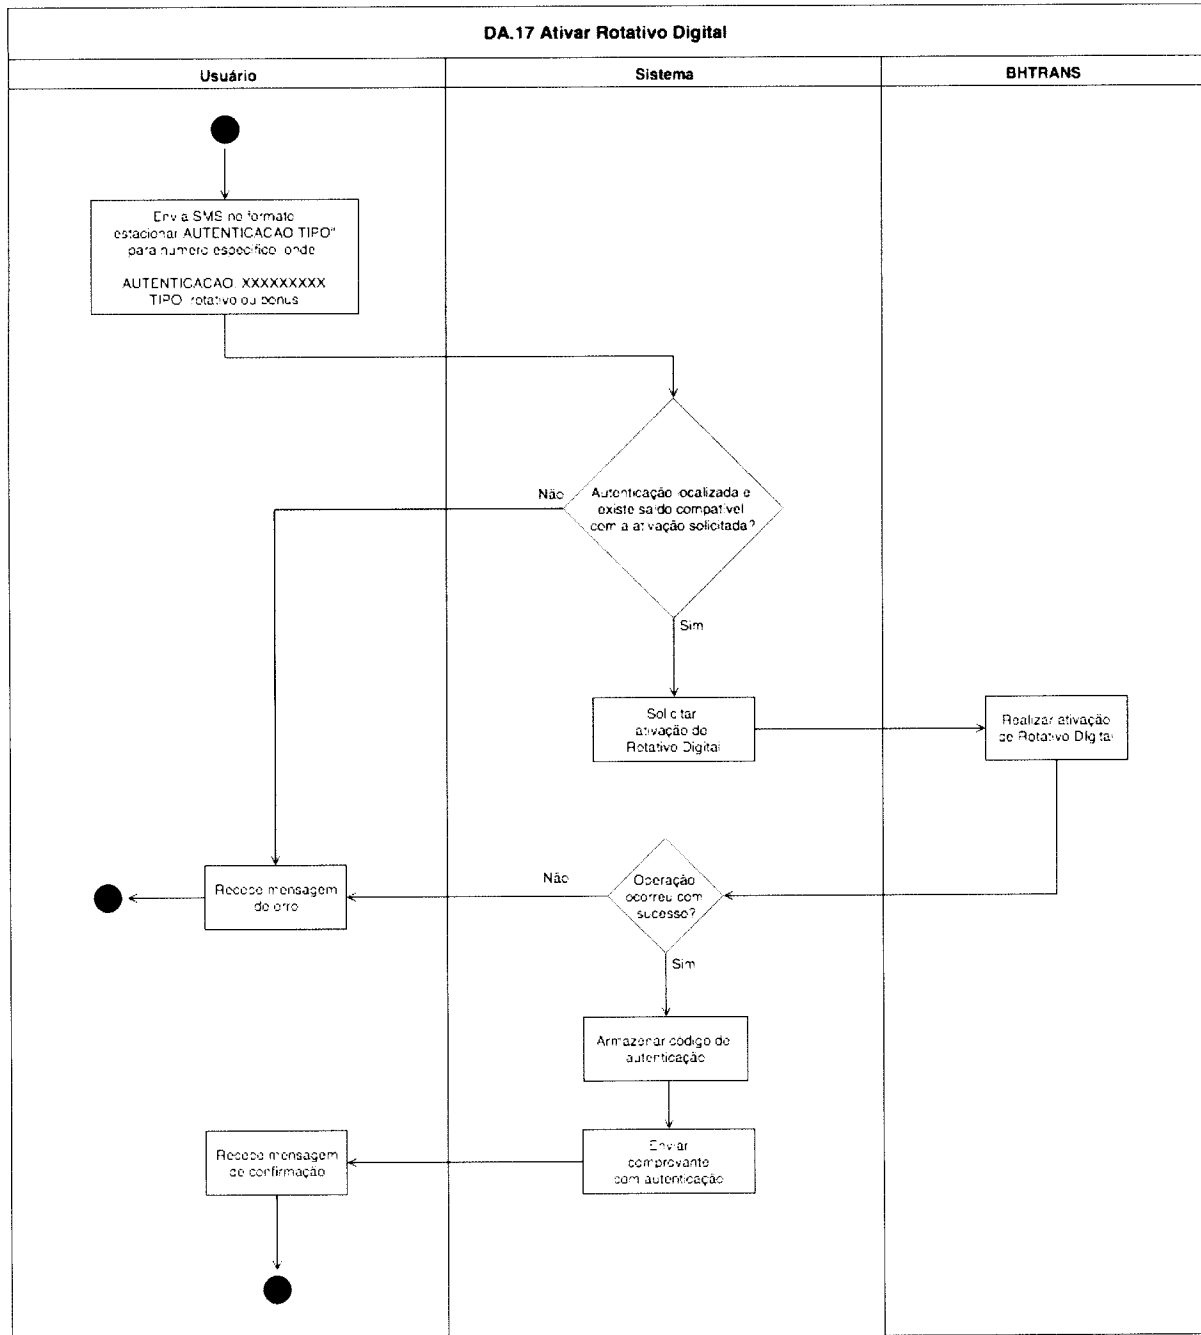 DA.17 Ativar Rotativo Digital
Usuário
Sistema
BHTRANS
Envia SMS no formato
estacionar AUTENTICACAO TIPO"
para número específico, onde
AUTENTICACAO: XXXXXXXXX
TIPO: rotativo ou bonus
Não
Autenticação localizada e
existe saldo compatível
com a ativação solicitada?
Sim
Solicitar
ativação de
Rotativo Digital
Realizar ativação
de Rotativo Digital
Recebe mensagem
de erro
Não
Operação
ocorreu com
sucesso?
Sim
Armazenar código de
autenticação
Recebe mensagem
de confirmação
Enviar
comprovante
com autenticação